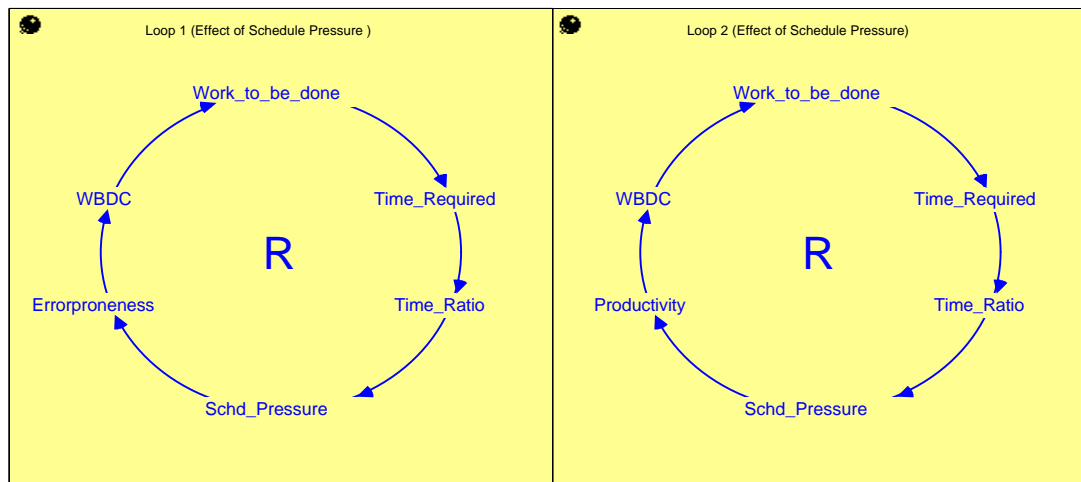 Loop 1 (Effect of Schedule Pressure )
Work_to_be_done
WBDC
Time_Required
R
Errorproneness
Time_Ratio
Schd_Pressure
Loop 2 (Effect of Schedule Pressure)
Work_to_be_done
WBDC
Time_Required
R
Productivity
Time_Ratio
Schd_Pressure